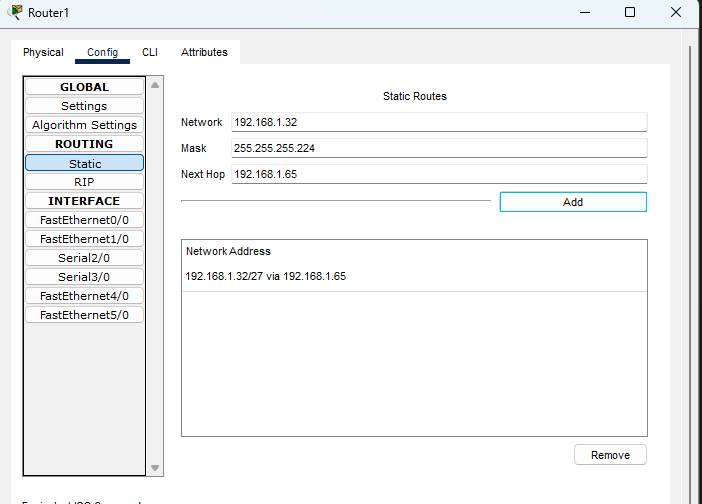 Router1
Physical Config CLI Attributes
GLOBAL
Settings
Algorithm Settings
ROUTING
Static
RIP
INTERFACE
FastEthernet0/0
FastEthernet1/0
Serial2/0
Serial3/0
FastEthernet4/0
FastEthernet5/0
Static Routes
Network 192.168.1.32
Mask 255.255.255.224
Next Hop 192.168.1.65
Add
Network Address
192.168.1.32/27 via 192.168.1.65
Remove